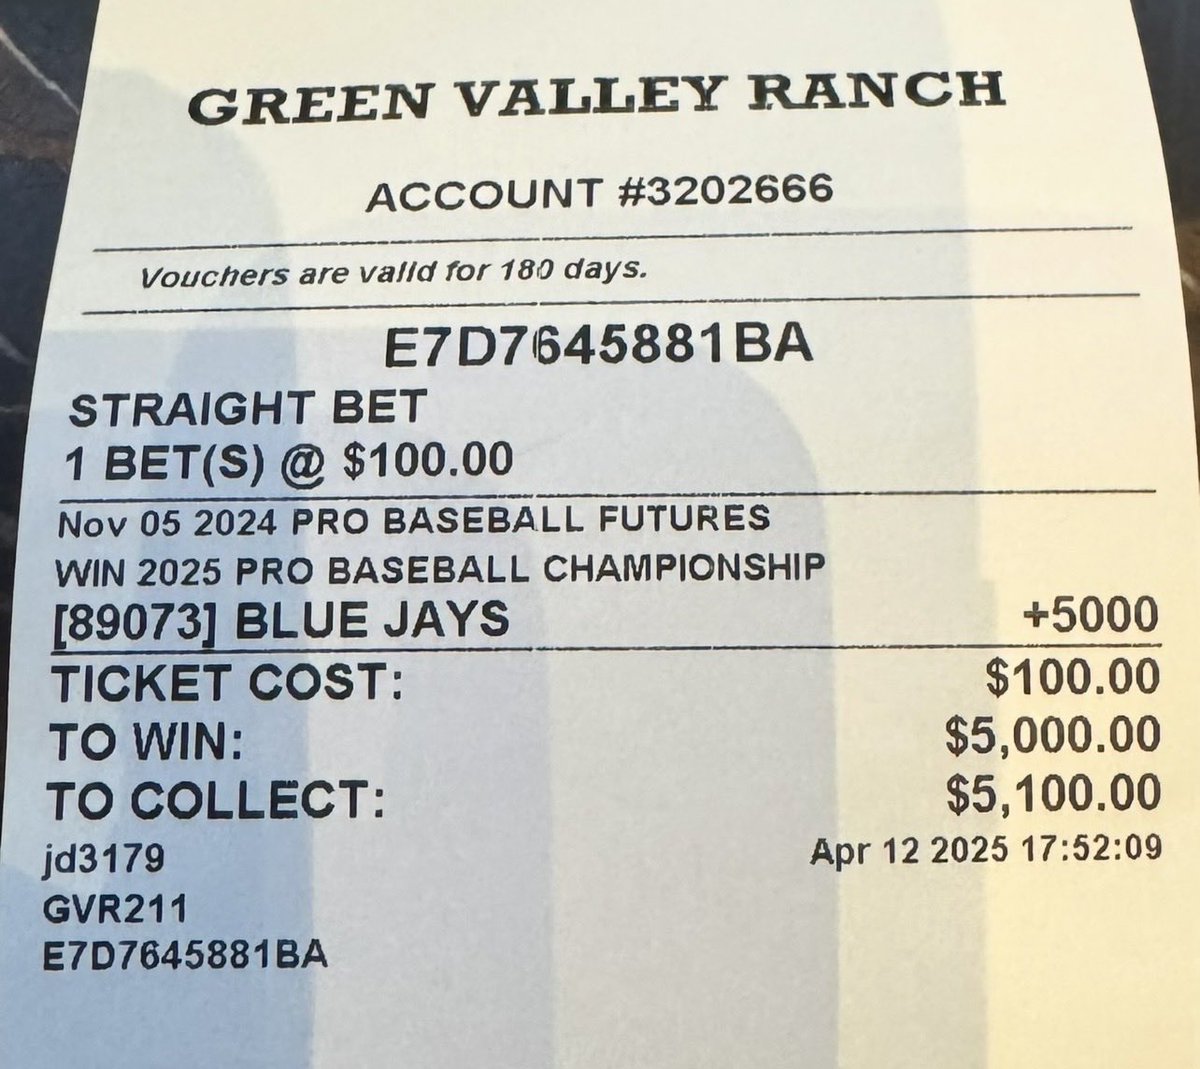 GREEN VALLEY RANCH
ACCOUNT #3202666
Vouchers are valid for 180 days.
E7D7645881BA
STRAIGHT BET
1 BET(S) @ $100.00
Nov 05 2024 PRO BASEBALL FUTURES
WIN 2025 PRO BASEBALL CHAMPIONSHIP
[89073] BLUE JAYS +5000
TICKET COST: $100.00
TO WIN: $5,000.00
TO COLLECT: $5,100.00
jd3179 Apr 12 2025 17:52:09
GVR211
E7D7645881BA